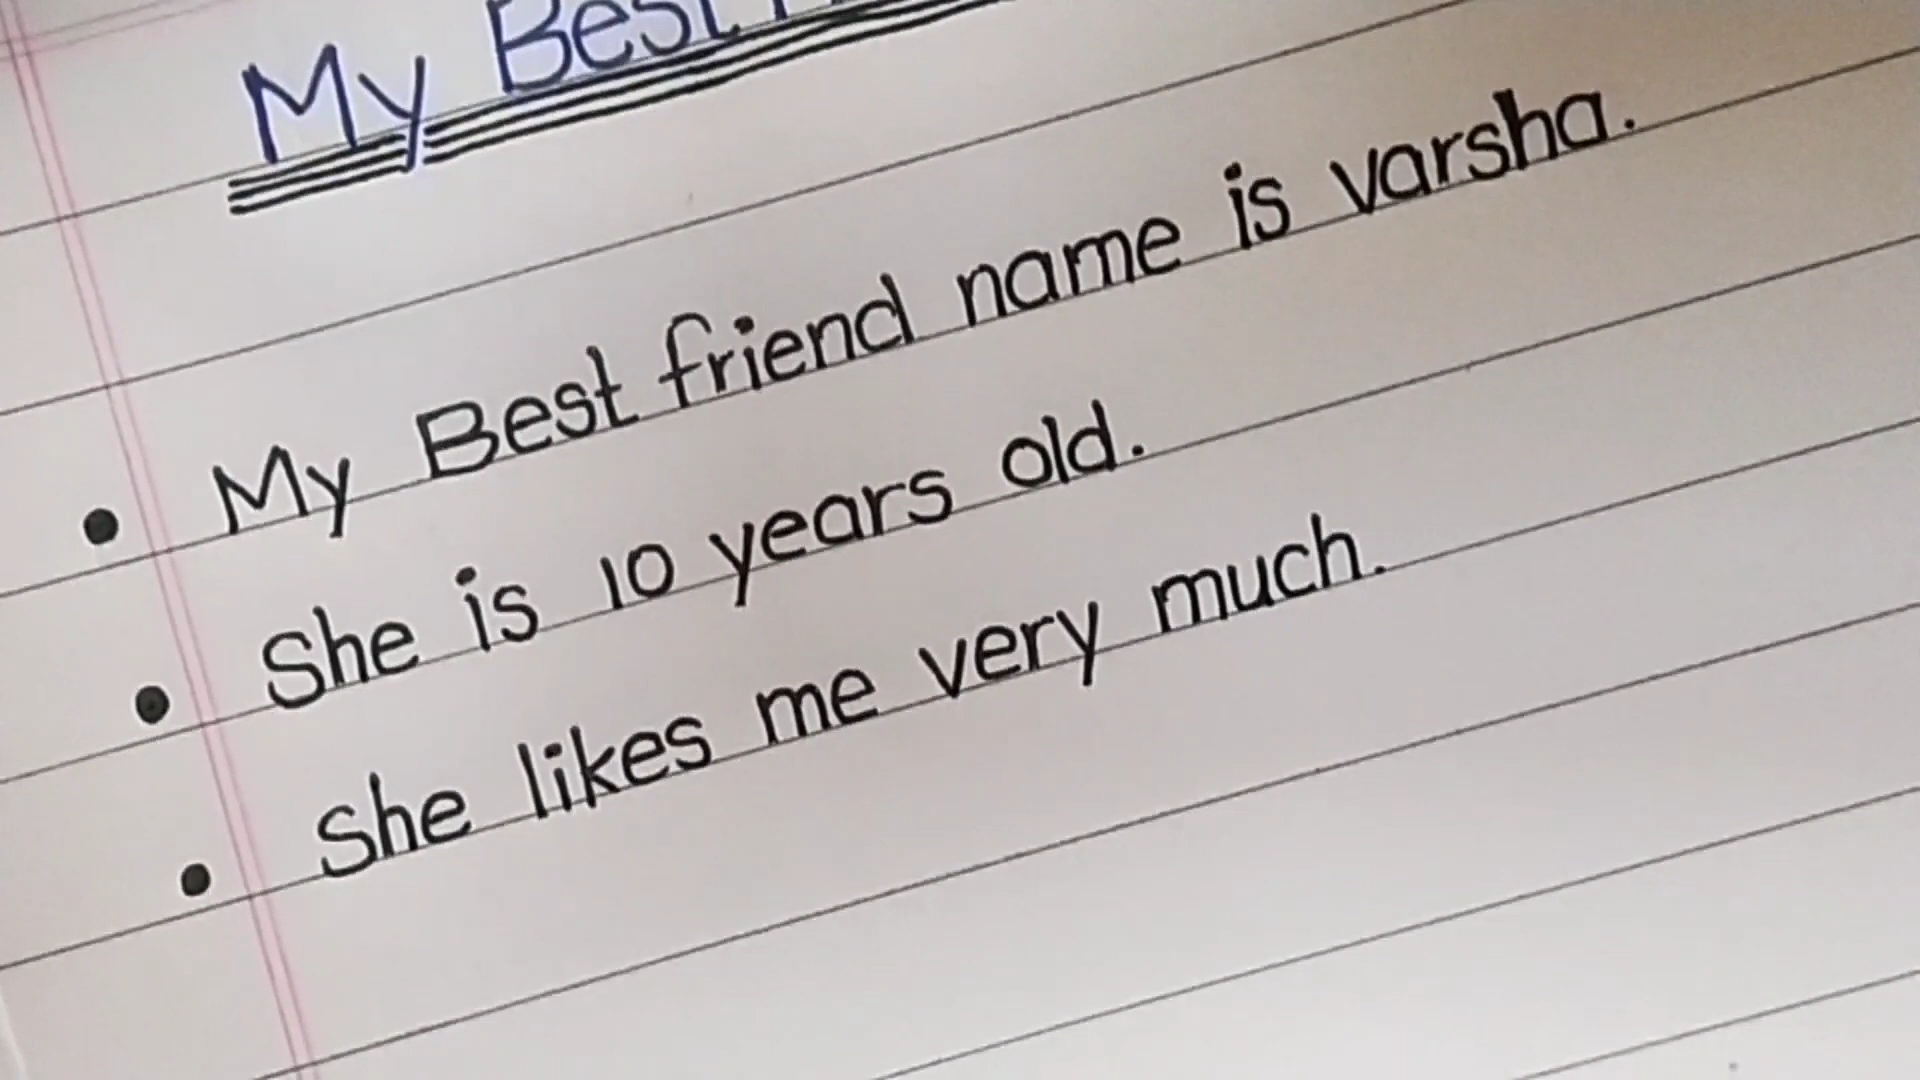 My Best
My Best friend name is varsha.
She is 10 years old.
She likes me very much.